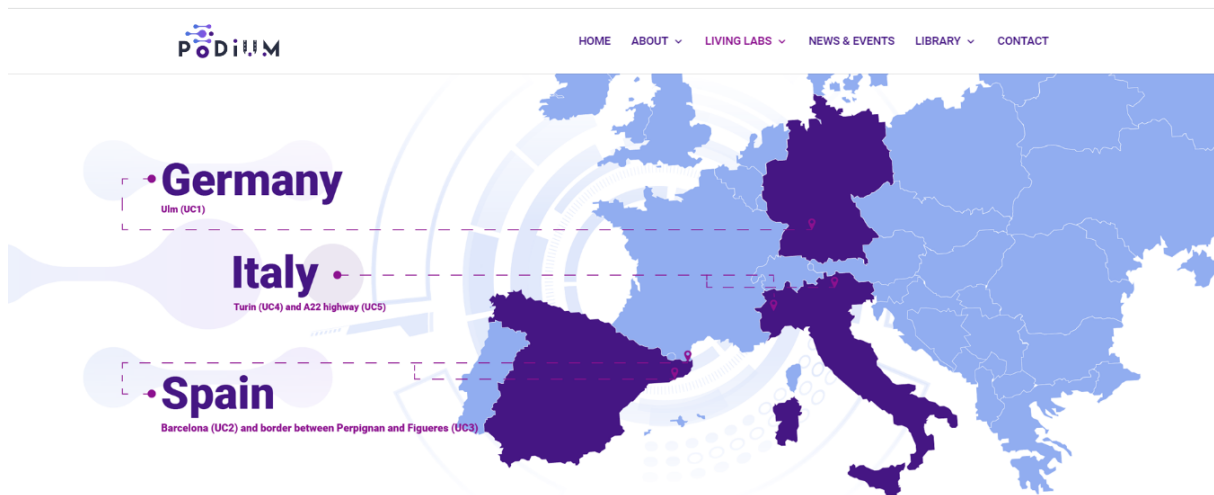 PODiUM
HOME ABOUT LIVING LABS NEWS & EVENTS LIBRARY CONTACT
Germany
Ulm (UC1)
Italy
Turin (UC4) and A22 highway (UC5)
Spain
Barcelona (UC2) and border between Perpignan and Figueres (UC3)